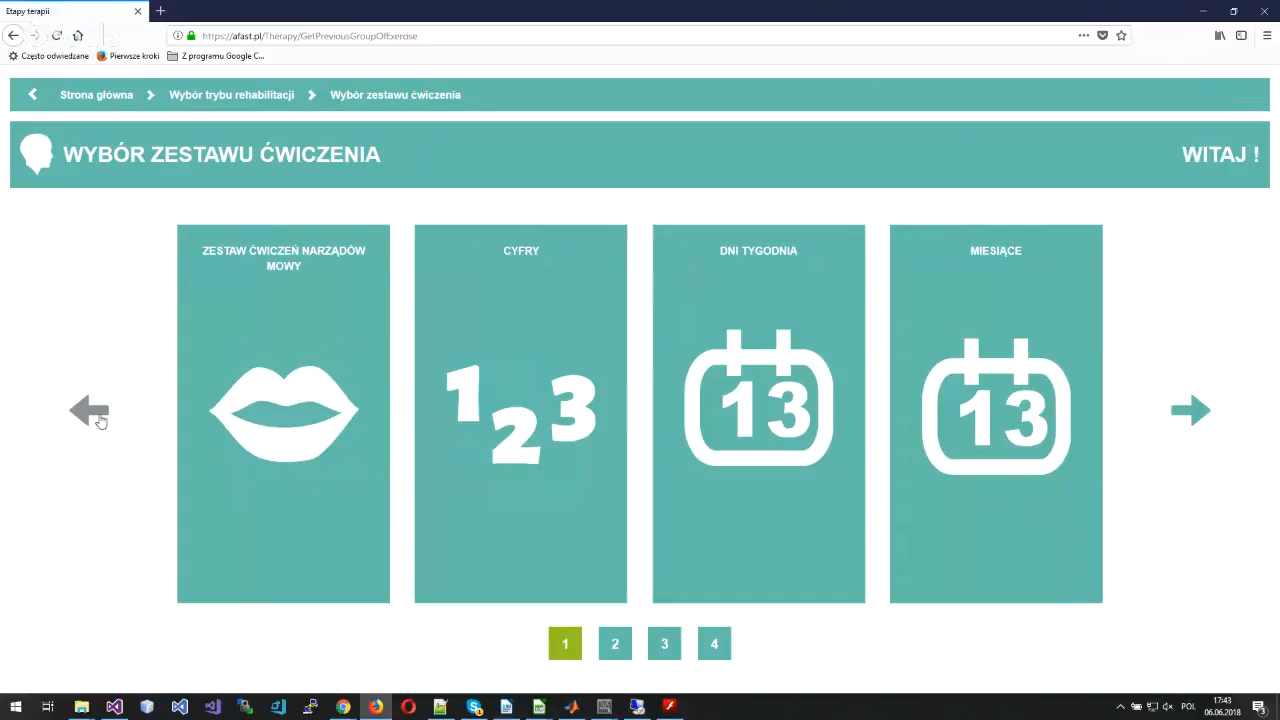 Etapy terapii
https://afast.pl/Therapy/GetPreviousGroupOfExercise
Często odwiedzane Pierwsze kroki Z programu Google C...
Strona główna Wybór trybu rehabilitacji Wybór zestawu ćwiczenia
WYBÓR ZESTAWU ĆWICZENIA WITAJ !
ZESTAW ĆWICZEŃ NARZĄDÓW
MOWY
CYFRY
DNI TYGODNIA
MIESIĄCE
1 2 3
13
13
1 2 3 4
POL
17:43
06.06.2018
3